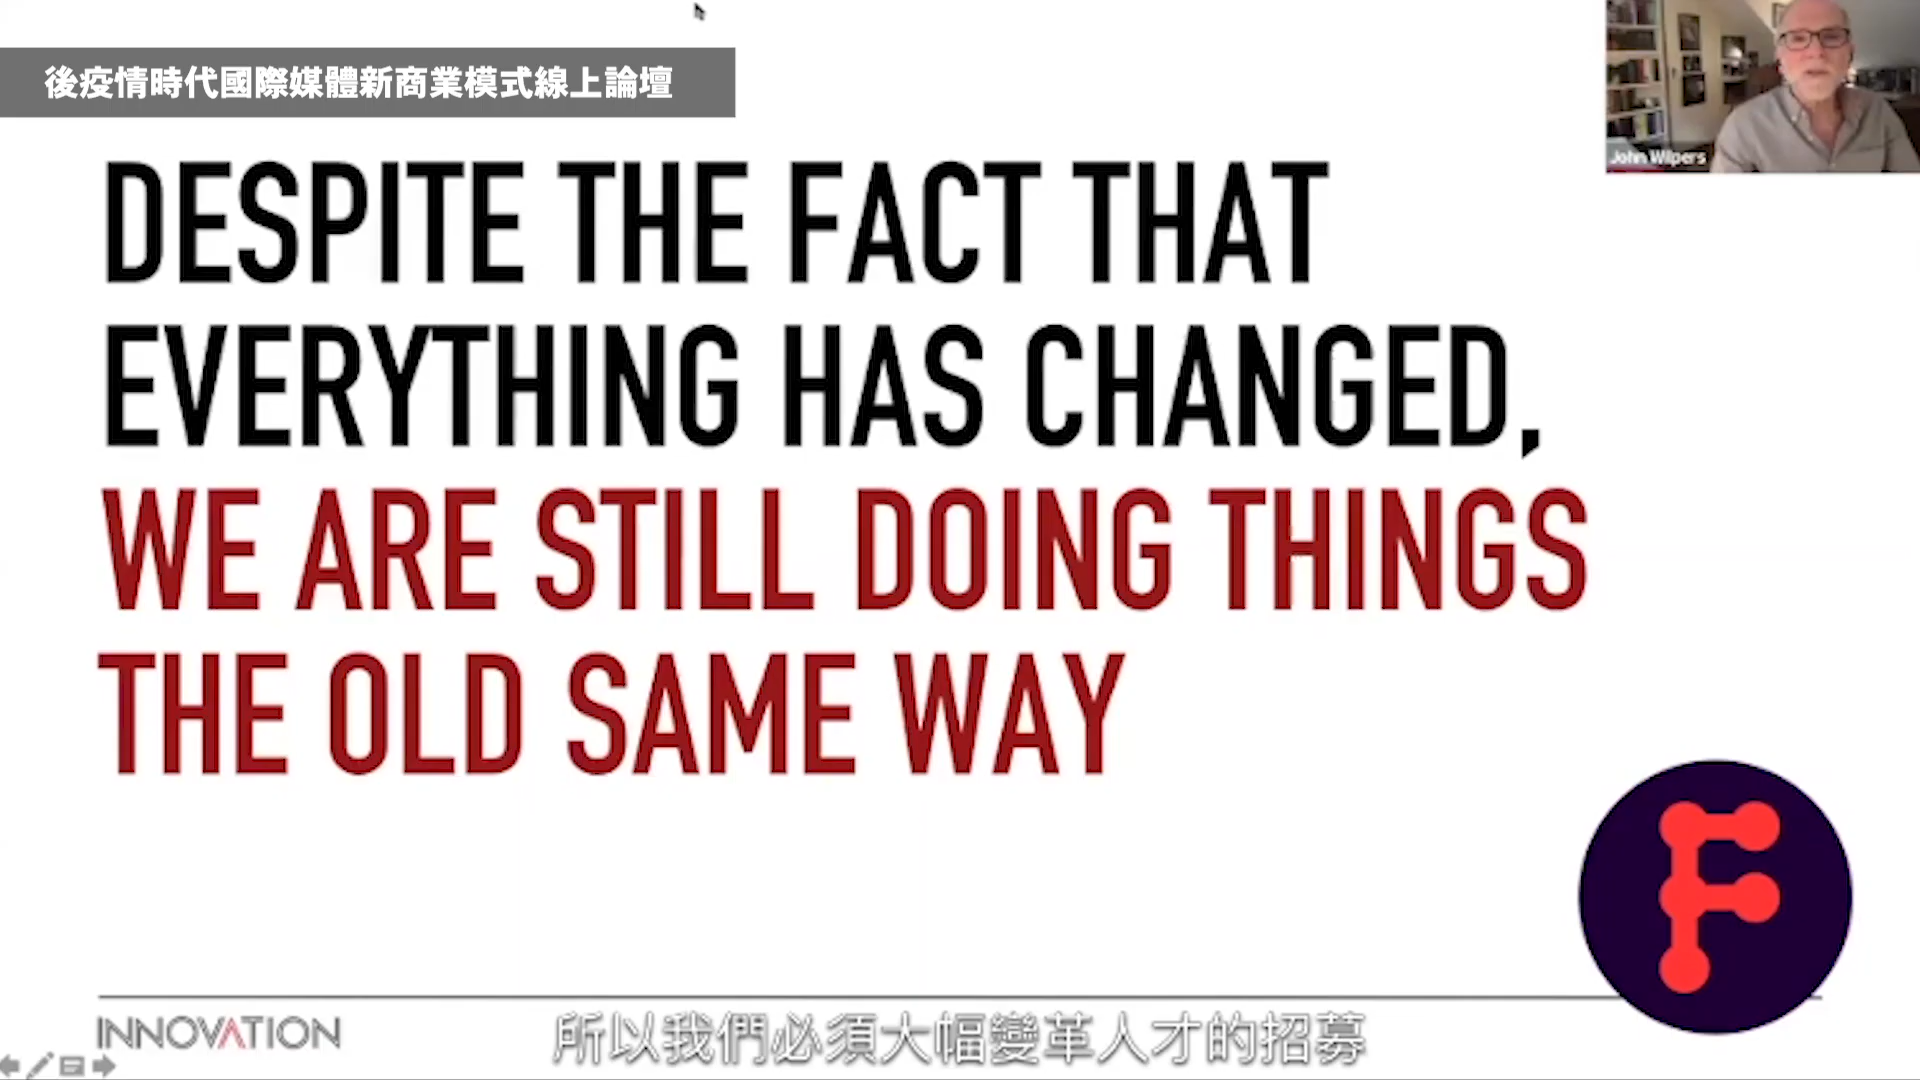 後疫情時代國際媒體新商業模式線上論壇
John Wilpers
DESPITE THE FACT THAT
EVERYTHING HAS CHANGED,
WE ARE STILL DOING THINGS
THE OLD SAME WAY
F
INNOVATION
所以我們必須大幅變革人才的招募